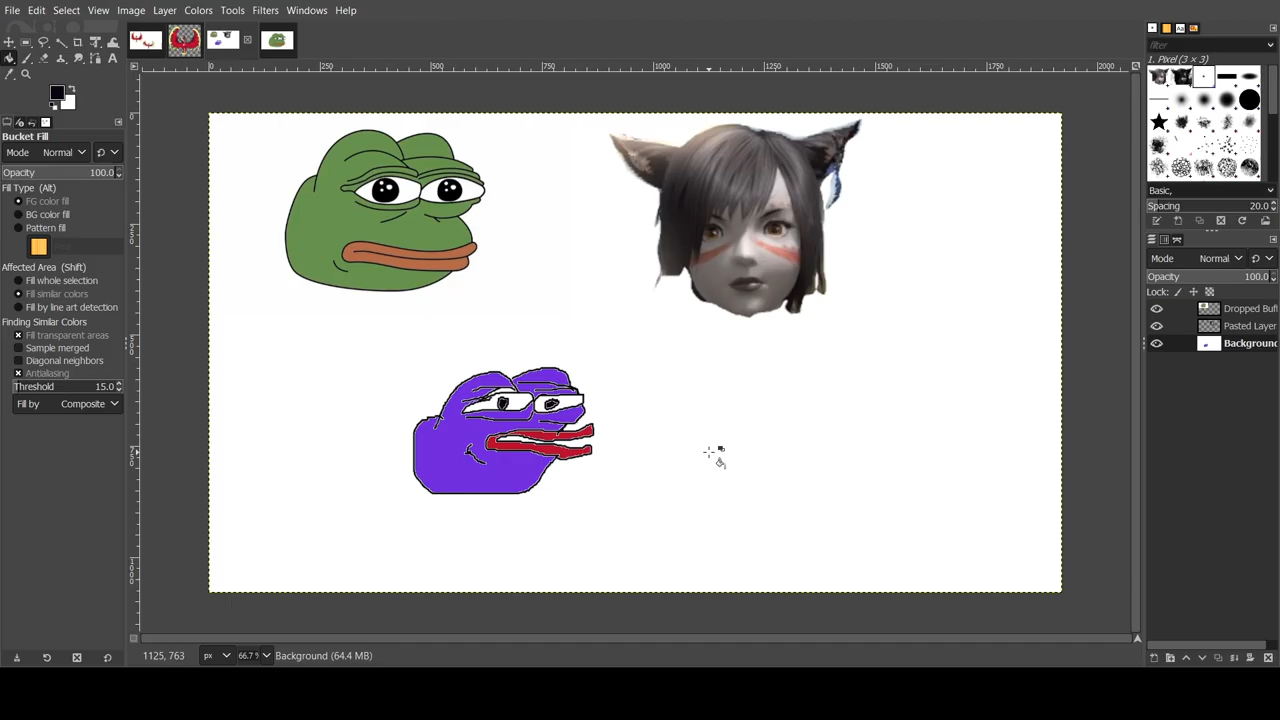 File Edit Select View Image Layer Colors Tools Filters Windows Help
0 250 500 750 1000 1250 1500 1750 2000
filter
1. Pixel (3 × 3)
Bucket Fill
Mode Normal
Opacity 100.0
Fill Type (Alt)
FG color fill
BG color fill
Pattern fill
Affected Area (Shift)
Fill whole selection
Fill similar colors
Fill by line art detection
Finding Similar Colors
Fill transparent areas
Sample merged
Diagonal neighbors
Antialiasing
Threshold 15.0
Fill by Composite
Basic,
Spacing 20.0
Mode Normal
Opacity 100.0
Lock:
Dropped Buf
Pasted Layer
Background
1125, 763 px 66.7 % Background (64.4 MB)